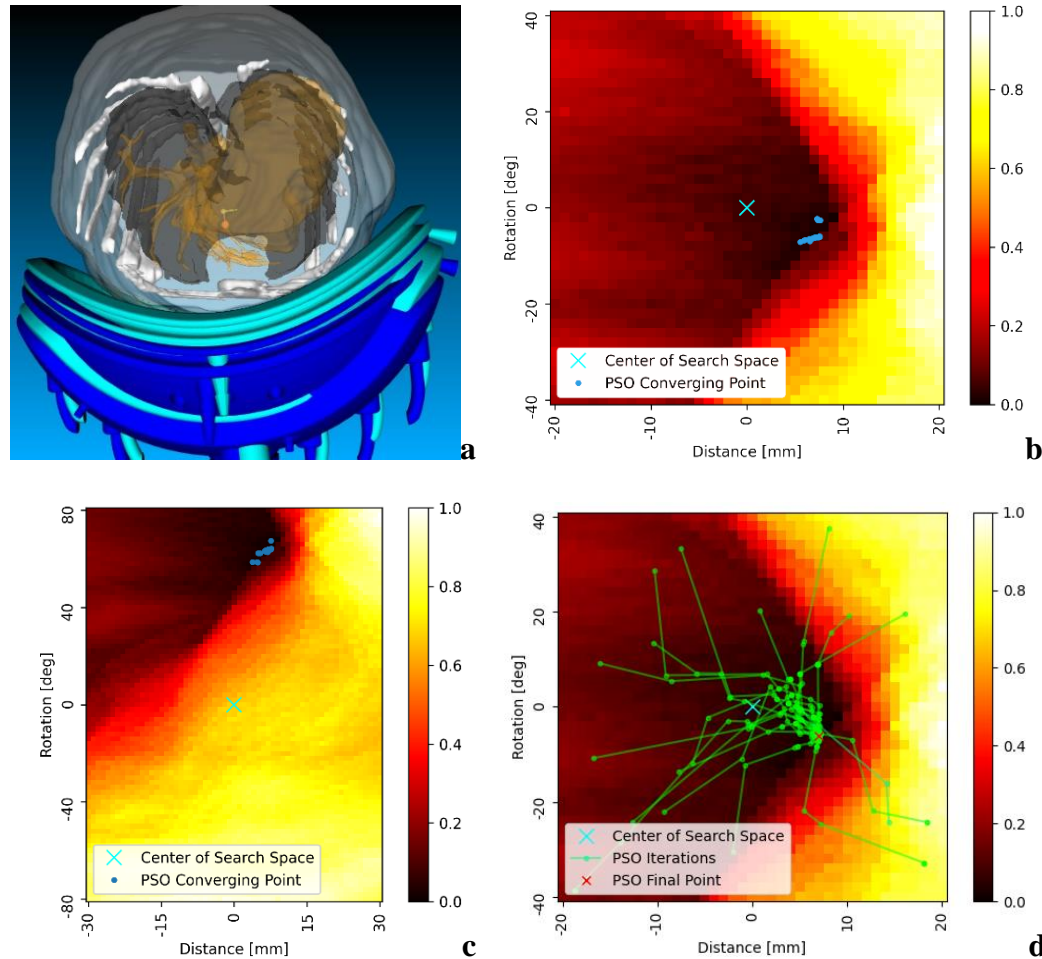 a
40
20
0
-20
-40
Rotation [deg]
Center of Search Space
PSO Converging Point
-20
-10
0
10
20
Distance [mm]
1.0
0.8
0.6
0.4
0.2
0.0
b
80
40
0
-40
-80
Rotation [deg]
Center of Search Space
PSO Converging Point
-30
-15
0
15
30
Distance [mm]
1.0
0.8
0.6
0.4
0.2
0.0
c
40
20
0
-20
-40
Rotation [deg]
Center of Search Space
PSO Iterations
PSO Final Point
-20
-10
0
10
20
Distance [mm]
1.0
0.8
0.6
0.4
0.2
0.0
d